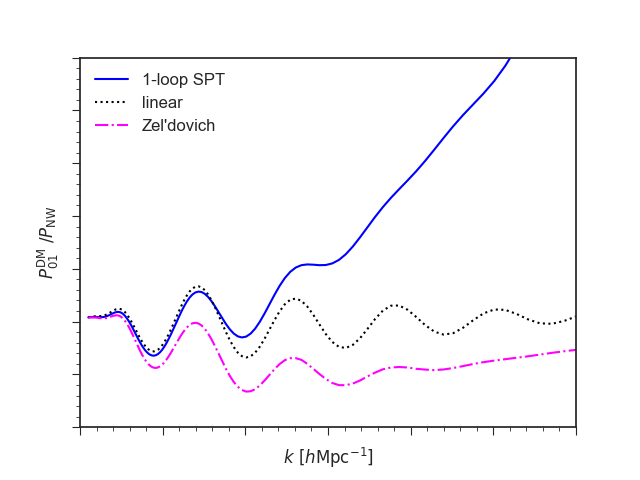 1-loop SPT
linear
Zel'dovich
P_{01}^{DM} /P_{NW}
k [hMpc^{-1}]